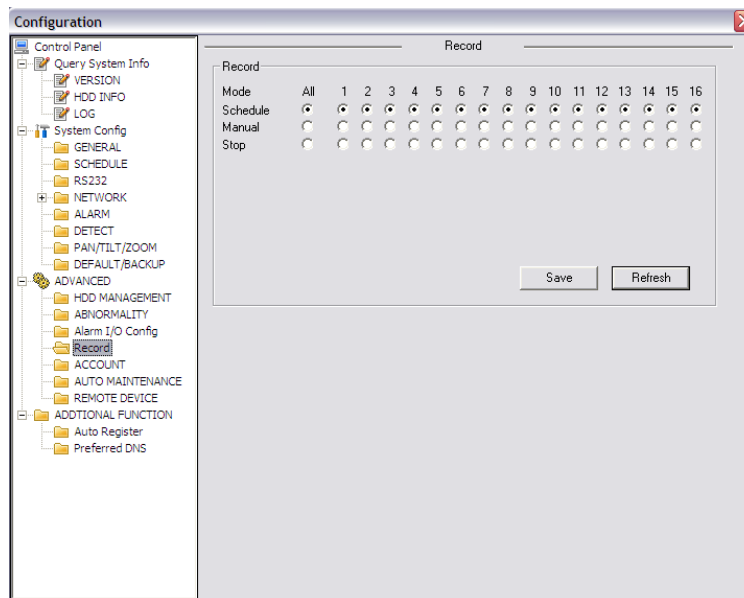 Configuration
Control Panel
Query System Info
VERSION
HDD INFO
LOG
System Config
GENERAL
SCHEDULE
RS232
NETWORK
ALARM
DETECT
PAN/TILT/ZOOM
DEFAULT/BACKUP
ADVANCED
HDD MANAGEMENT
ABNORMALITY
Alarm I/O Config
Record
ACCOUNT
AUTO MAINTENANCE
REMOTE DEVICE
ADDTIONAL FUNCTION
Auto Register
Preferred DNS
Record
Record
Mode All 1 2 3 4 5 6 7 8 9 10 11 12 13 14 15 16
Schedule
Manual
Stop
Save Refresh